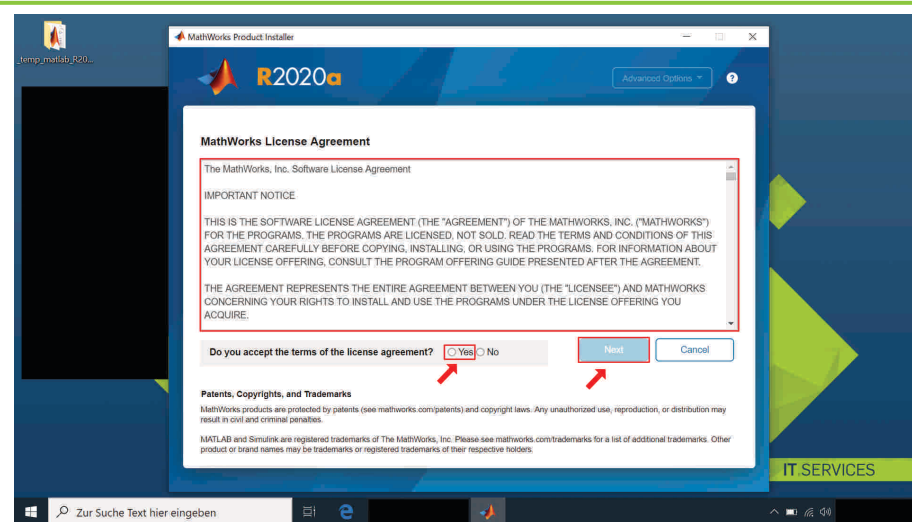 _temp_matlab_R20...
MathWorks Product Installer
R2020a
Advanced Options
?
MathWorks License Agreement
The MathWorks, Inc. Software License Agreement
IMPORTANT NOTICE
THIS IS THE SOFTWARE LICENSE AGREEMENT (THE "AGREEMENT") OF THE MATHWORKS, INC. ("MATHWORKS")
FOR THE PROGRAMS. THE PROGRAMS ARE LICENSED, NOT SOLD. READ THE TERMS AND CONDITIONS OF THIS
AGREEMENT CAREFULLY BEFORE COPYING, INSTALLING, OR USING THE PROGRAMS. FOR INFORMATION ABOUT
YOUR LICENSE OFFERING, CONSULT THE PROGRAM OFFERING GUIDE PRESENTED AFTER THE AGREEMENT.
THE AGREEMENT REPRESENTS THE ENTIRE AGREEMENT BETWEEN YOU (THE "LICENSEE") AND MATHWORKS
CONCERNING YOUR RIGHTS TO INSTALL AND USE THE PROGRAMS UNDER THE LICENSE OFFERING YOU
ACQUIRE.
Do you accept the terms of the license agreement? Yes No
Next
Cancel
Patents, Copyrights, and Trademarks
MathWorks products are protected by patents (see mathworks.com/patents) and copyright laws. Any unauthorized use, reproduction, or distribution may
result in civil and criminal penalties.
MATLAB and Simulink are registered trademarks of The MathWorks, Inc. Please see mathworks.com/trademarks for a list of additional trademarks. Other
product or brand names may be trademarks or registered trademarks of their respective holders.
IT.SERVICES
Zur Suche Text hier eingeben